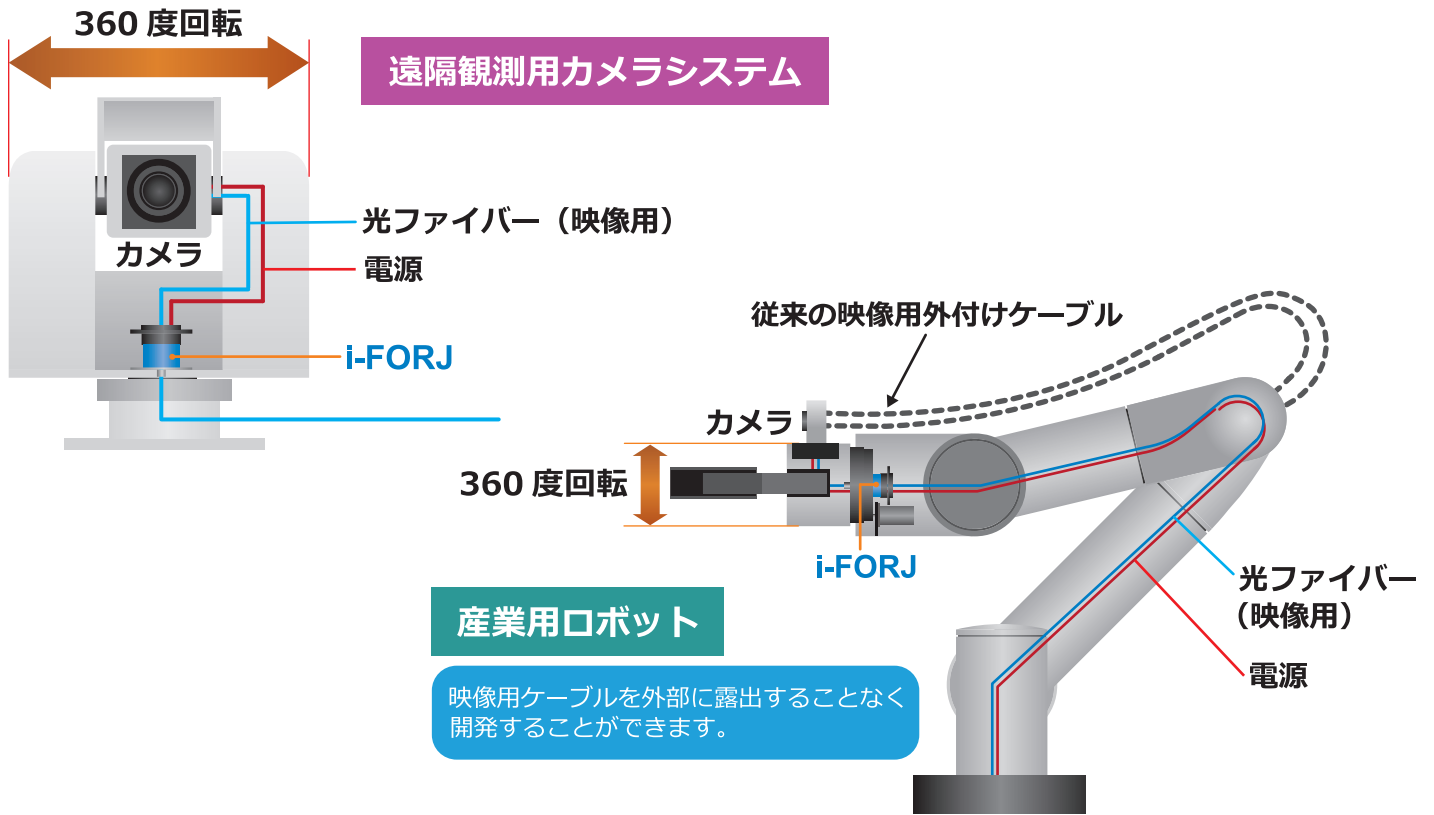 360 度回転
遠隔観測用カメラシステム
光ファイバー（映像用）
カメラ
電源
i-FORJ
従来の映像用外付けケーブル
カメラ
360 度回転
i-FORJ
光ファイバー
（映像用）
電源
産業用ロボット
映像用ケーブルを外部に露出することなく
開発することができます。